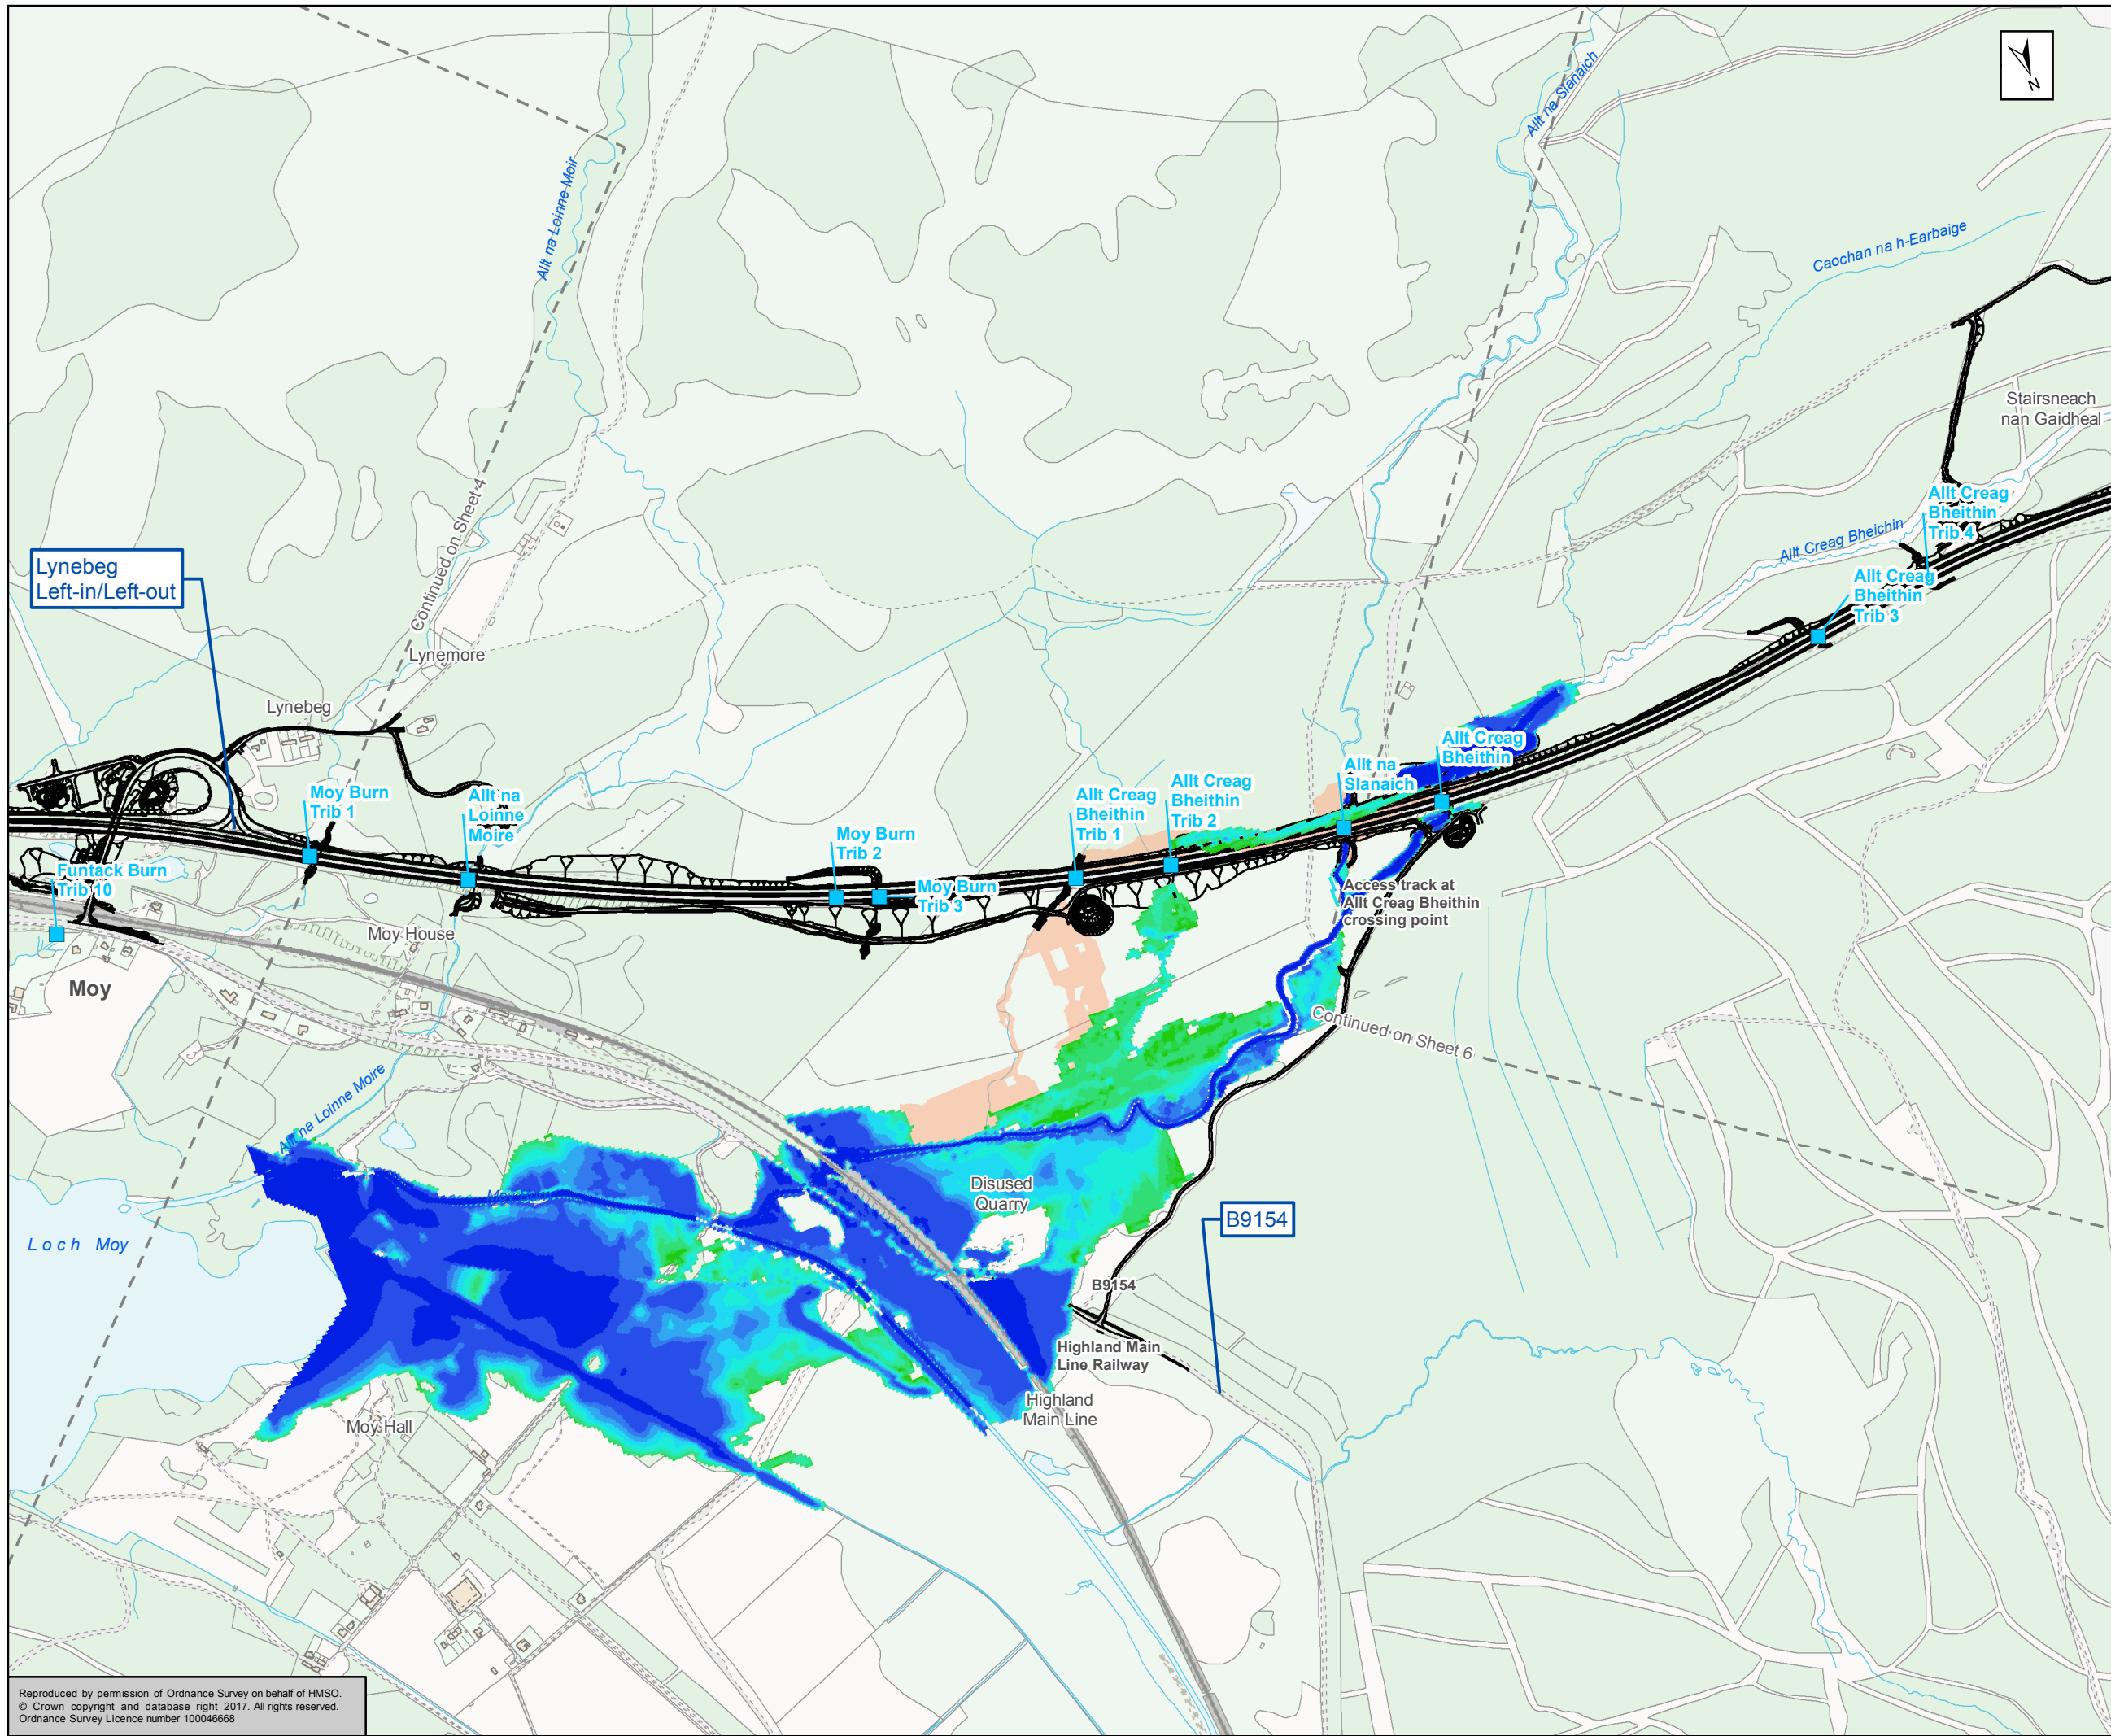 N
Allt na Slanaich
Allt na Loinne Moir
Caochan na h-Earbaige
Stairsneach
nan Gaidheal
Continued on Sheet 4
Allt Creag
Bheithin
Trib 4
Allt Creag Bheichin
Lynebeg
Left-in/Left-out
Allt Creag
Bheithin
Trib 3
Lynemore
Lynebeg
Allt Creag
Bheithin
Allt na
Slanaich
Moy Burn
Trib 1
Allt na
Loinne
Moire
Allt Creag
Bheithin
Trib 1
Allt Creag
Bheithin
Trib 2
Moy Burn
Trib 2
Moy Burn
Trib 3
Funtack Burn
Trib 10
Access track at
Allt Creag Bheithin
crossing point
Moy House
Moy
Continued on Sheet 6
Allt na Loinne Moire
Disused
Quarry
Loch Moy
B9154
B9154
Highland Main
Line Railway
Highland
Main Line
Moy Hall
Reproduced by permission of Ordnance Survey on behalf of HMSO.
© Crown copyright and database right 2017. All rights reserved.
Ordnance Survey Licence number 100046668